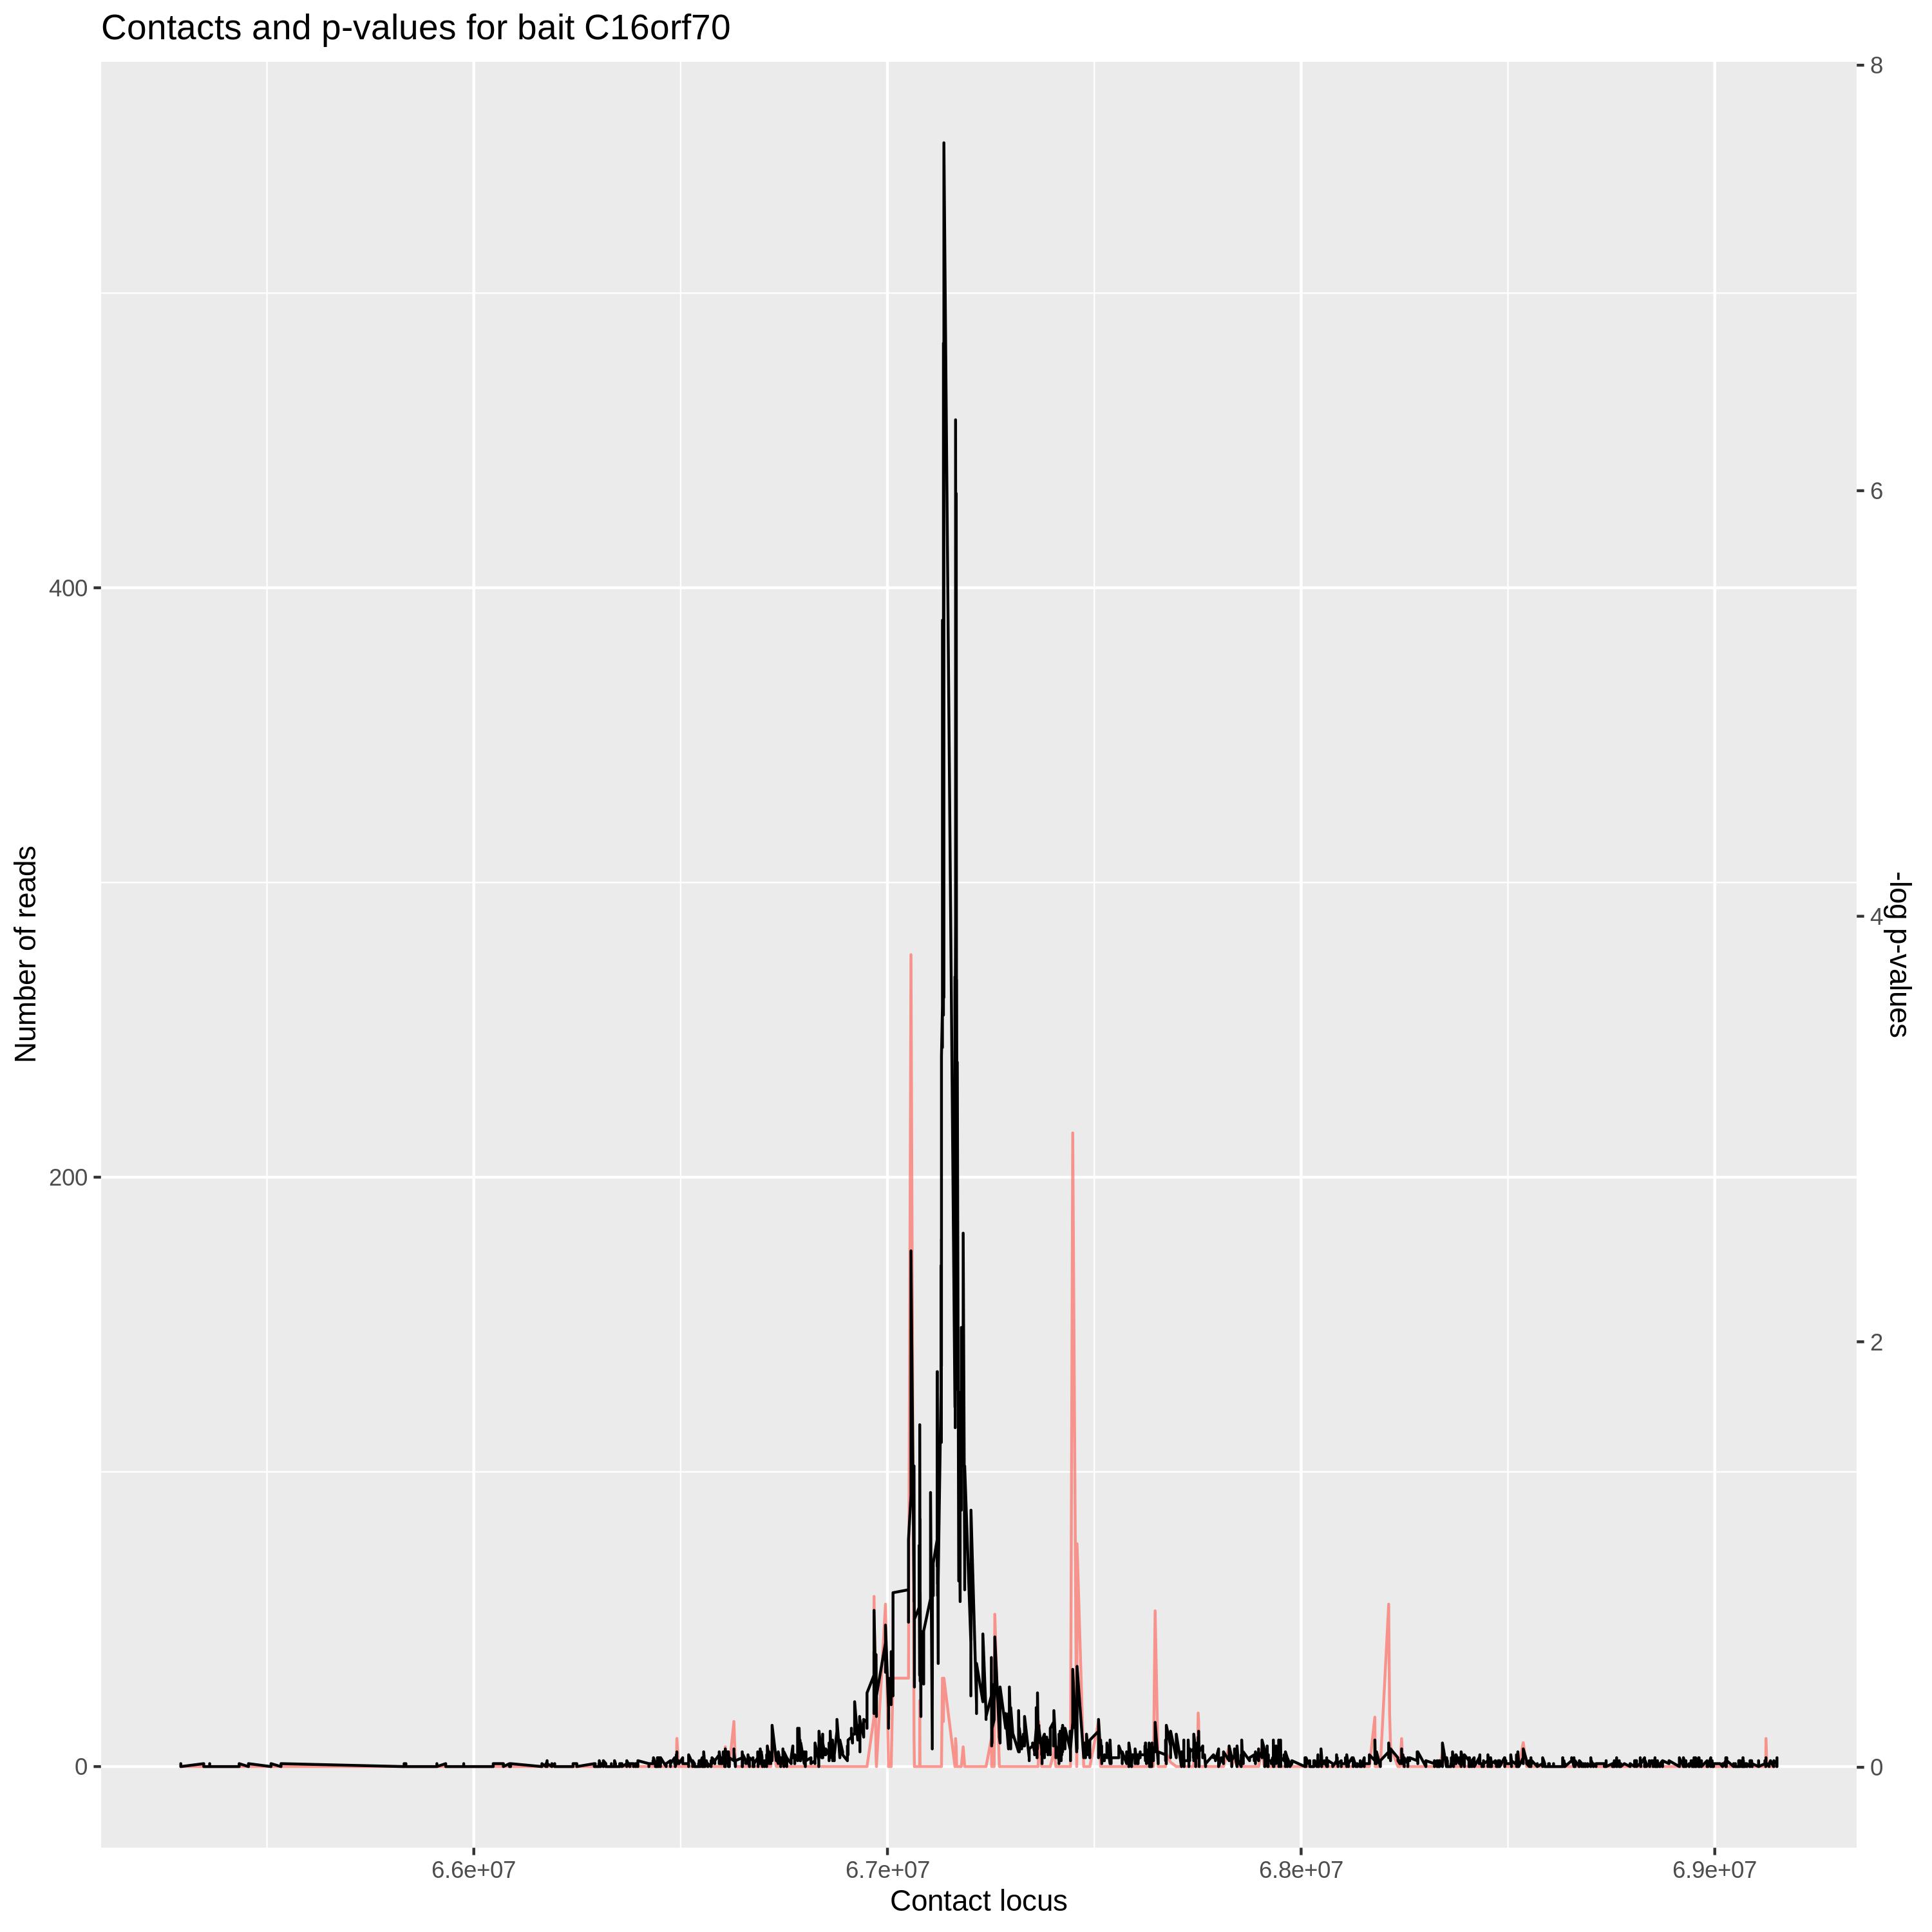 Contacts and p-values for bait C16orf70
8
6
400
4
Number of reads
-log p-values
200
2
0
0
6.6e+07
6.7e+07
6.8e+07
6.9e+07
Contact locus